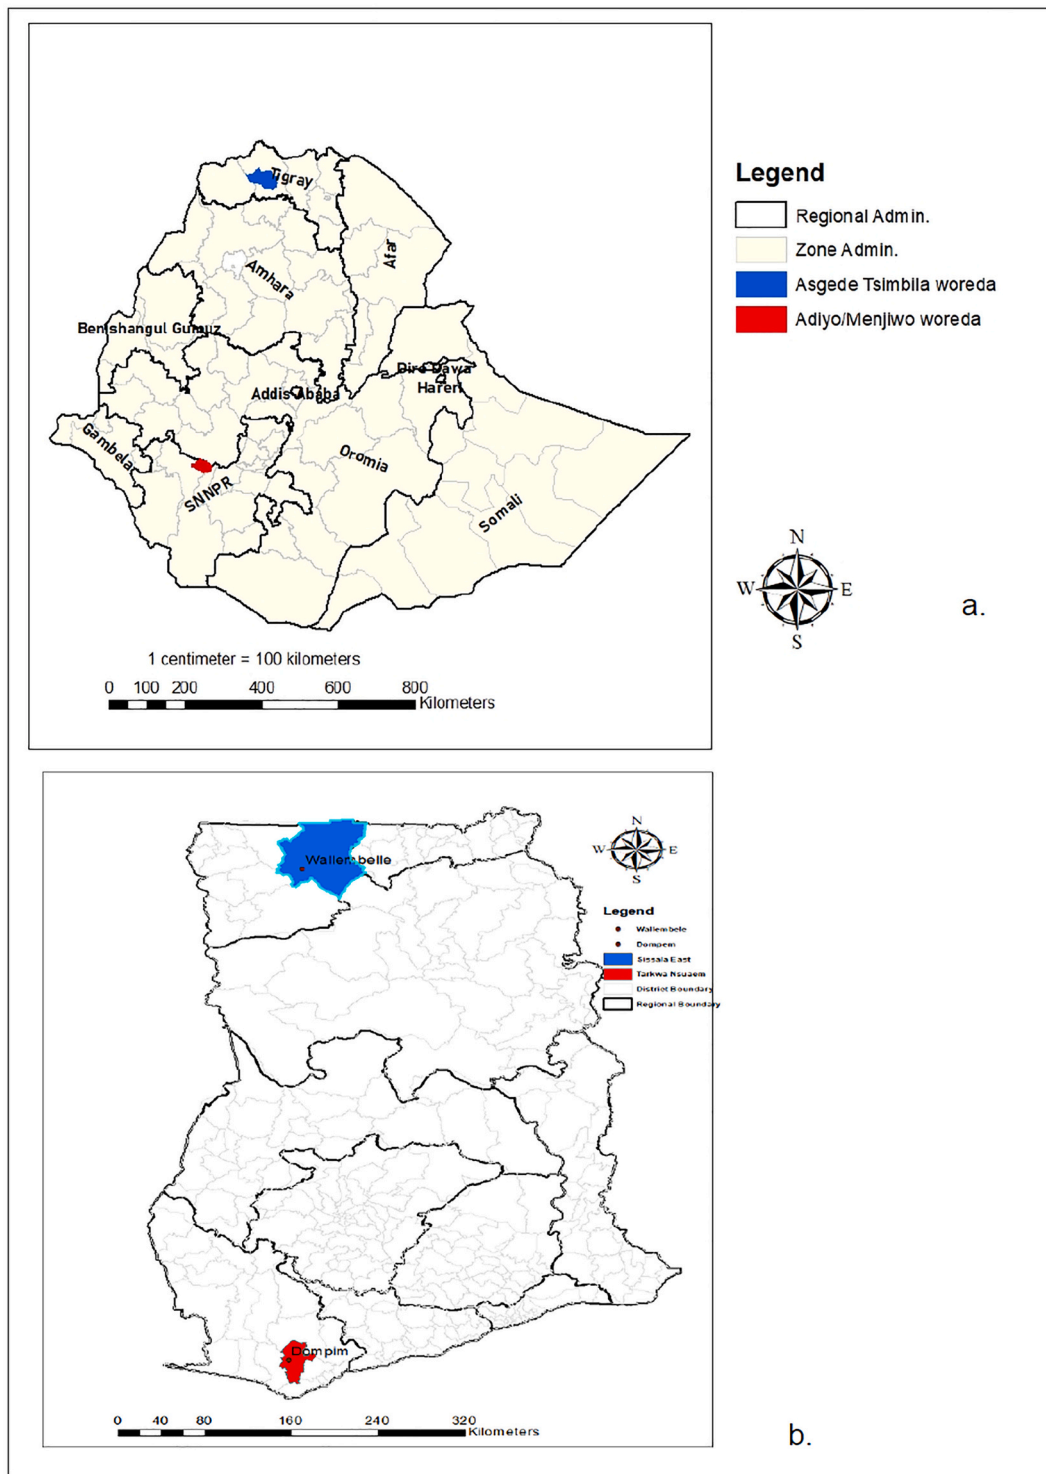 Tigray
Afar
Amhara
Benishangul Gumuz
Dire Dawa
Hareri
Addis Ababa
Gambelar
Oromia
SNNPR
Somali
1 centimeter = 100 kilometers
0 100 200 400 600 800
Kilometers
Legend
Regional Admin.
Zone Admin.
Asgede Tsimbila woreda
Adiyo/Menjiwo woreda
N
W E
S
a.
Wallembelle
N
W E
S
Legend
Wallembele
Dompem
Sissala East
Tarkwa Nsuaem
District Boundary
Regional Boundary
Dompim
0 40 80 160 240 320
Kilometers
b.